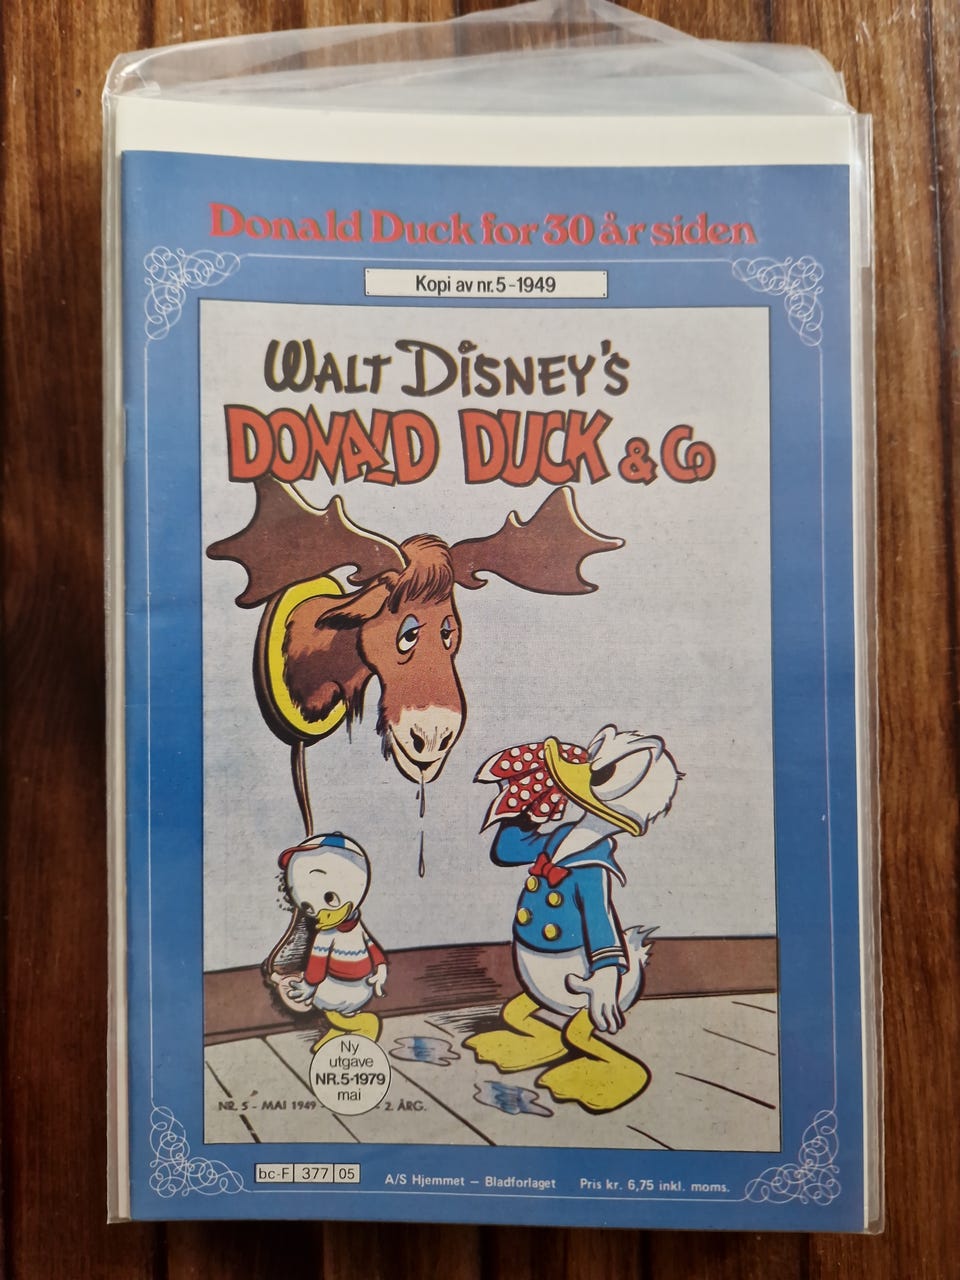 Donald Duck for 30 år siden
Kopi av nr. 5 - 1949
WALT DISNEY'S
DONALD DUCK & Co
Ny
utgave
NR. 5-1979
mai
NR. 5 - MAI 1949 - 2. ÅRG.
bc-F 377 05
A/S Hjemmet — Bladforlaget Pris kr. 6,75 inkl. moms.